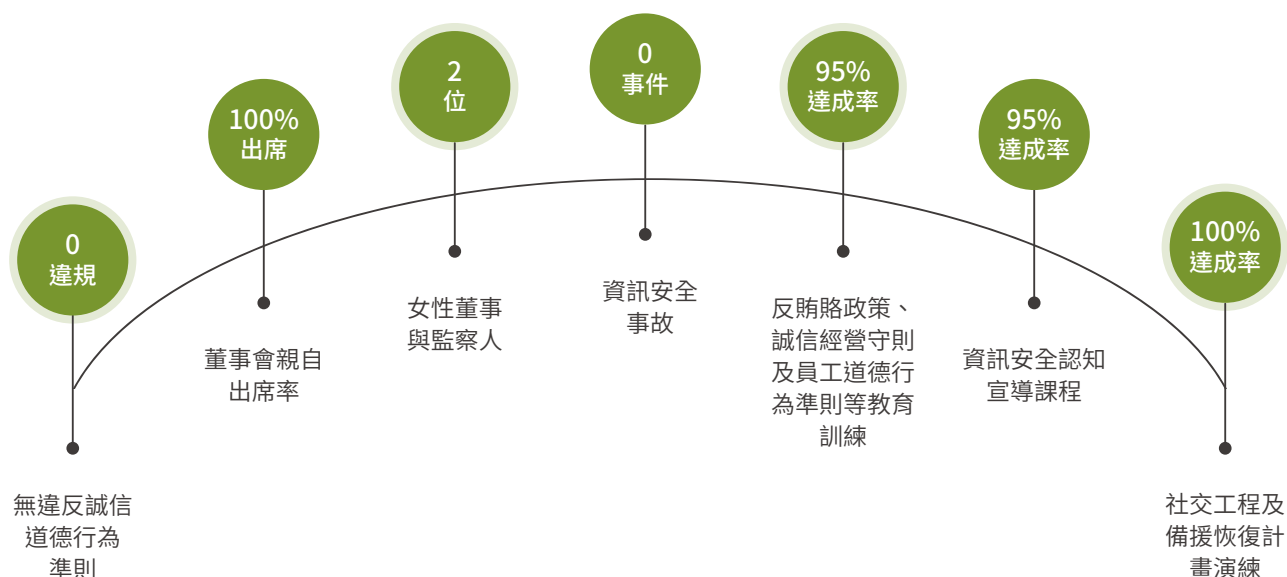 0
違規
無違反誠信
道德行為
準則
100%
出席
董事會親自
出席率
2
位
女性董事
與監察人
0
事件
資訊安全
事故
95%
達成率
反賄賂政策、
誠信經營守則
及員工道德行
為準則等教育
訓練
95%
達成率
資訊安全認知
宣導課程
100%
達成率
社交工程及
備援恢復計
畫演練